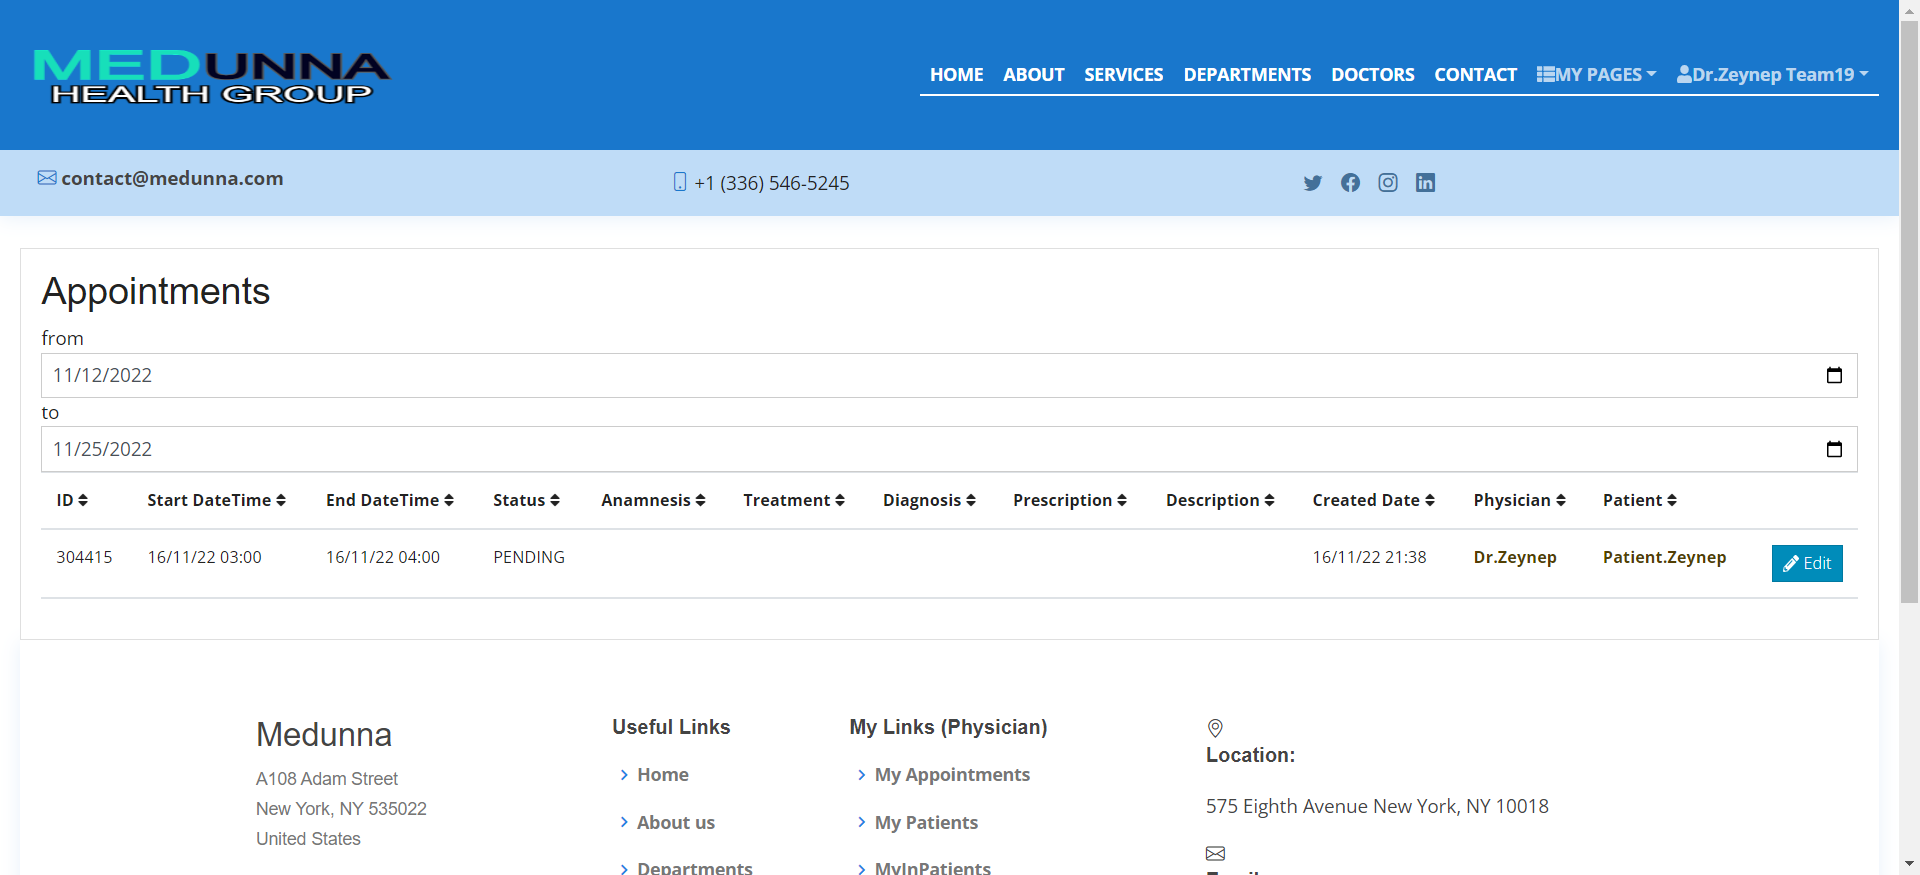 MEDUNNA
HEALTH GROUP
HOME ABOUT SERVICES DEPARTMENTS DOCTORS CONTACT MY PAGES Dr.Zeynep Team19
contact@medunna.com +1 (336) 546-5245
Appointments
from
11/12/2022
to
11/25/2022
ID Start DateTime End DateTime Status Anamnesis Treatment Diagnosis Prescription Description Created Date Physician Patient
304415 16/11/22 03:00 16/11/22 04:00 PENDING 16/11/22 21:38 Dr.Zeynep Patient.Zeynep Edit
Medunna
A108 Adam Street
New York, NY 535022
United States
Useful Links
Home
About us
Departments
My Links (Physician)
My Appointments
My Patients
MyInPatients
Location:
575 Eighth Avenue New York, NY 10018